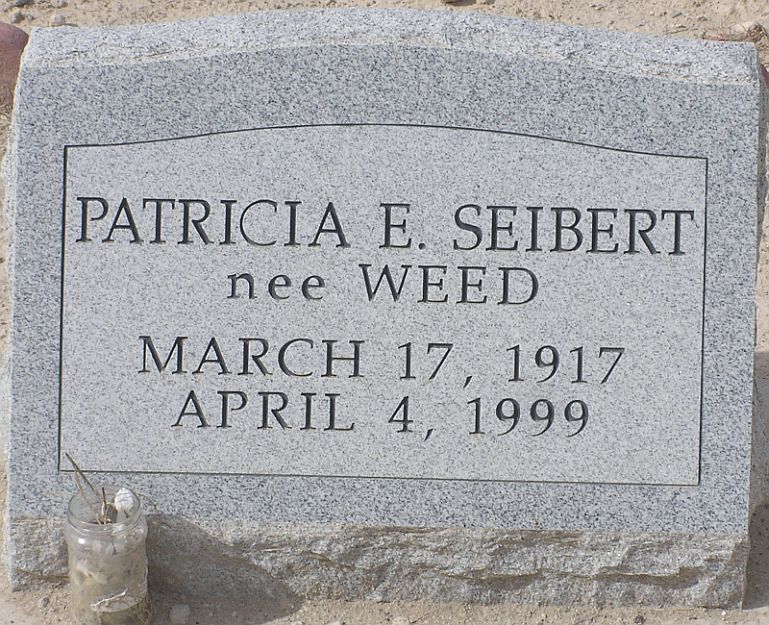 PATRICIA E. SEIBERT
nee WEED
MARCH 17, 1917
APRIL 4, 1999